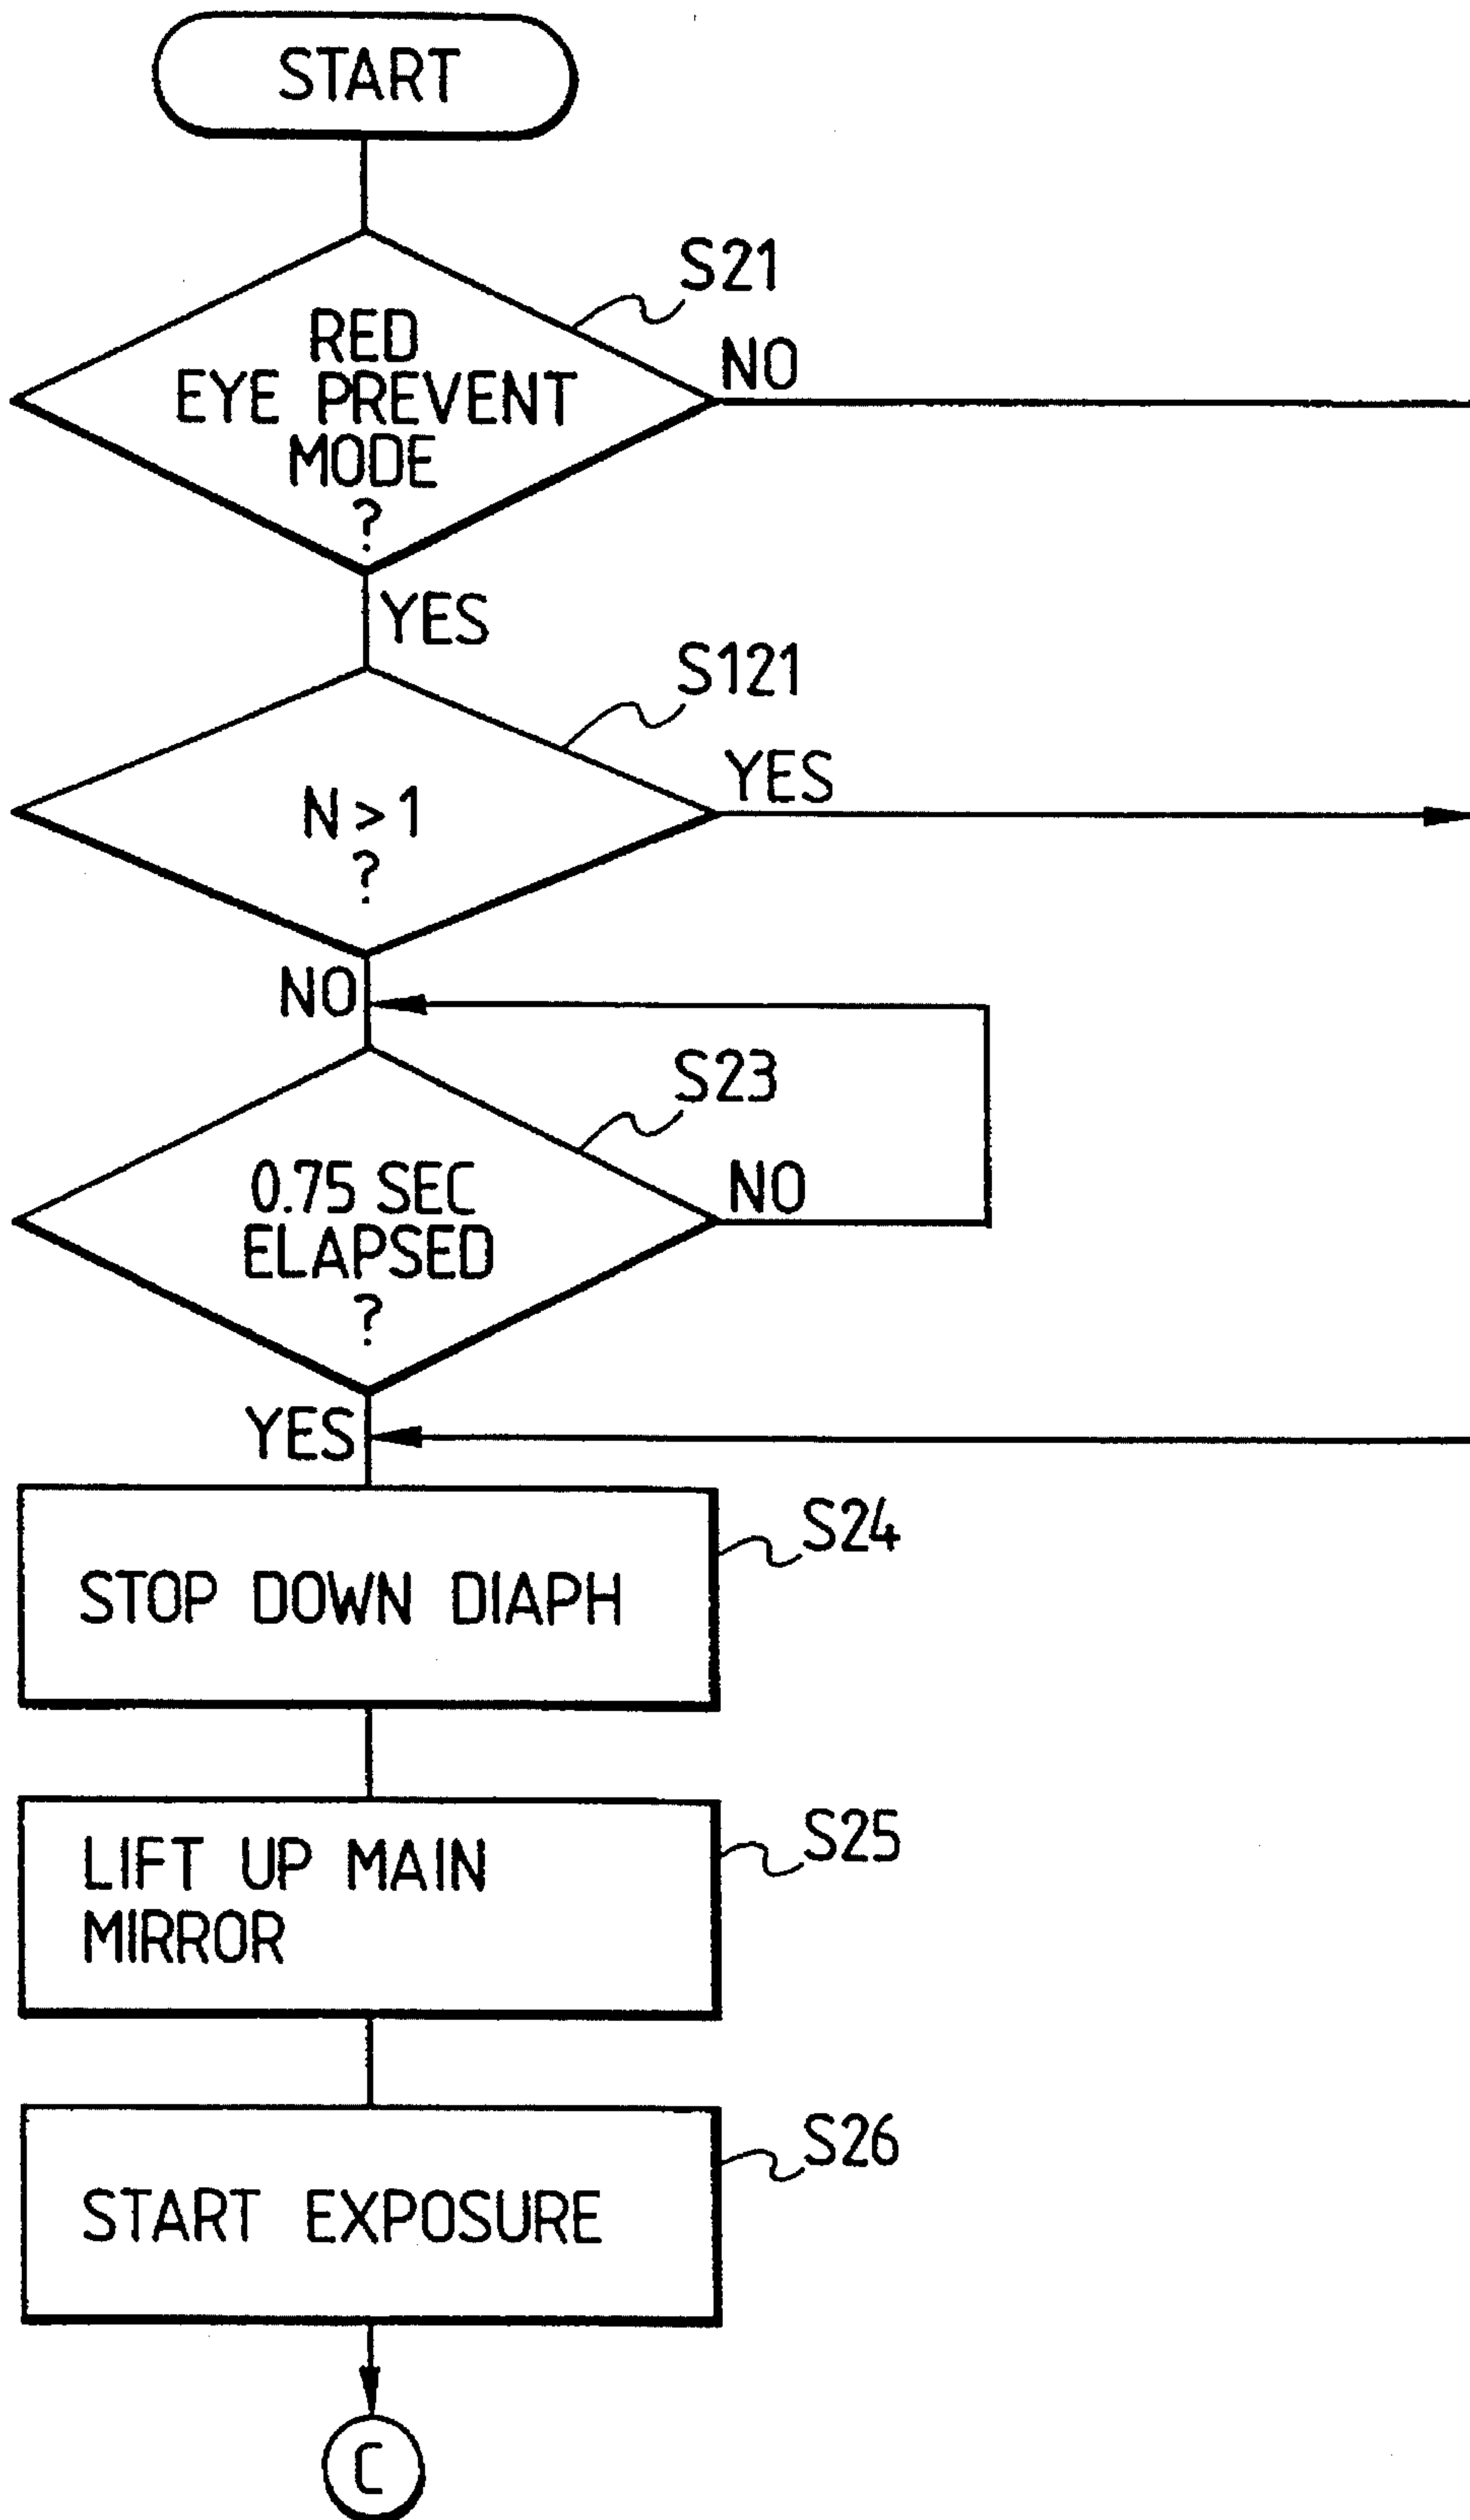 START
S21
RED
EYE PREVENT
MODE
?
NO
YES
S121
N > 1
?
YES
NO
S23
0.75 SEC
ELAPSED
?
NO
YES
S24
STOP DOWN DIAPH
S25
LIFT UP MAIN
MIRROR
S26
START EXPOSURE
C